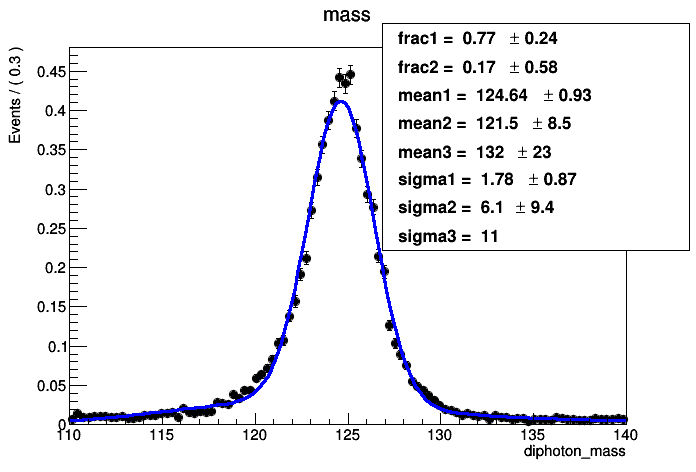 mass
frac1 = 0.77 ± 0.24
frac2 = 0.17 ± 0.58
mean1 = 124.64 ± 0.93
mean2 = 121.5 ± 8.5
mean3 = 132 ± 23
sigma1 = 1.78 ± 0.87
sigma2 = 6.1 ± 9.4
sigma3 = 11
Events / ( 0.3 )
0.45
0.4
0.35
0.3
0.25
0.2
0.15
0.1
0.05
0
110 115 120 125 130 135 140
diphoton_mass